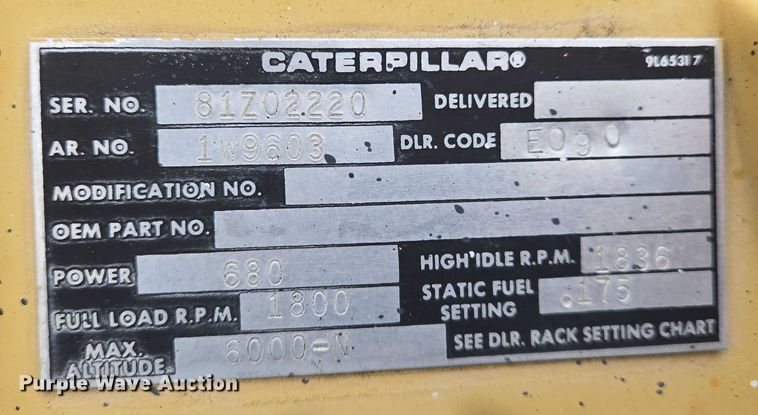 CATERPILLAR® 9L6531 7
SER. NO. 81Z02220 DELIVERED
AR. NO. 1W9603 DLR. CODE E090
MODIFICATION NO.
OEM PART NO.
POWER 680 HIGH IDLE R.P.M. 1836
FULL LOAD R.P.M. 1800 STATIC FUEL SETTING .175
MAX. ALTITUDE 6000-N SEE DLR. RACK SETTING CHART
Purple Wave Auction